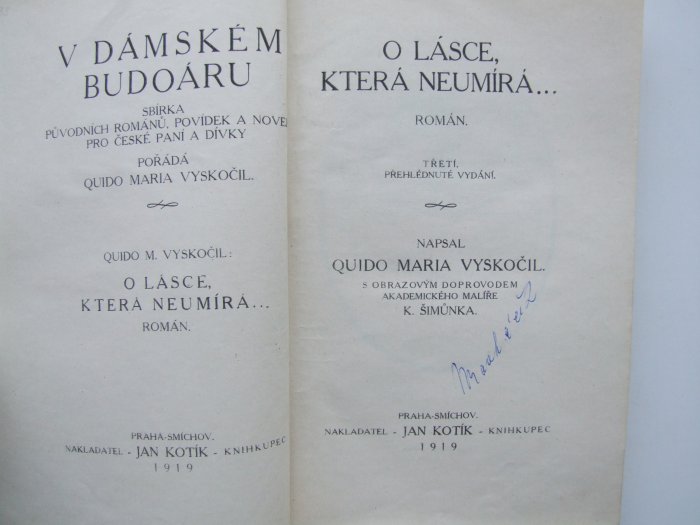 V DÁMSKÉM
BUDOÁRU
SBÍRKA
PŮVODNÍCH ROMÁNŮ, POVÍDEK A NOVEL
PRO ČESKÉ PANÍ A DÍVKY
POŘÁDÁ
QUIDO MARIA VYSKOČIL.
QUIDO M. VYSKOČIL:
O LÁSCE,
KTERÁ NEUMÍRÁ...
ROMÁN.
PRAHA-SMÍCHOV.
NAKLADATEL - JAN KOTÍK - KNIHKUPEC
1919
O LÁSCE,
KTERÁ NEUMÍRÁ...
ROMÁN.
TŘETÍ,
PŘEHLÉDNUTÉ VYDÁNÍ.
NAPSAL
QUIDO MARIA VYSKOČIL.
S OBRAZOVÝM DOPROVODEM
AKADEMICKÉHO MALÍŘE
K. ŠIMŮNKA.
PRAHA-SMÍCHOV.
NAKLADATEL - JAN KOTÍK - KNIHKUPEC
1919